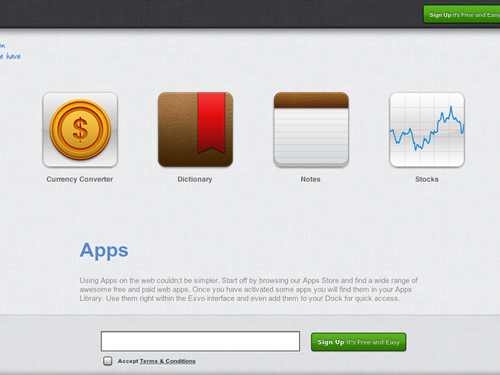 Sign Up It's Free and Easy
e have
Currency Converter
Dictionary
Notes
Stocks
Apps
Using Apps on the web couldn;t be simpler. Start off by browsing our Apps Store and find a wide range of
awesome free and paid web apps. Once you have activated some apps you will find them in your Apps
Library. Use them right within the Exvo interface and even add them to your Dock for quick access.
Sign Up It's Free and Easy
Accept Terms & Conditions